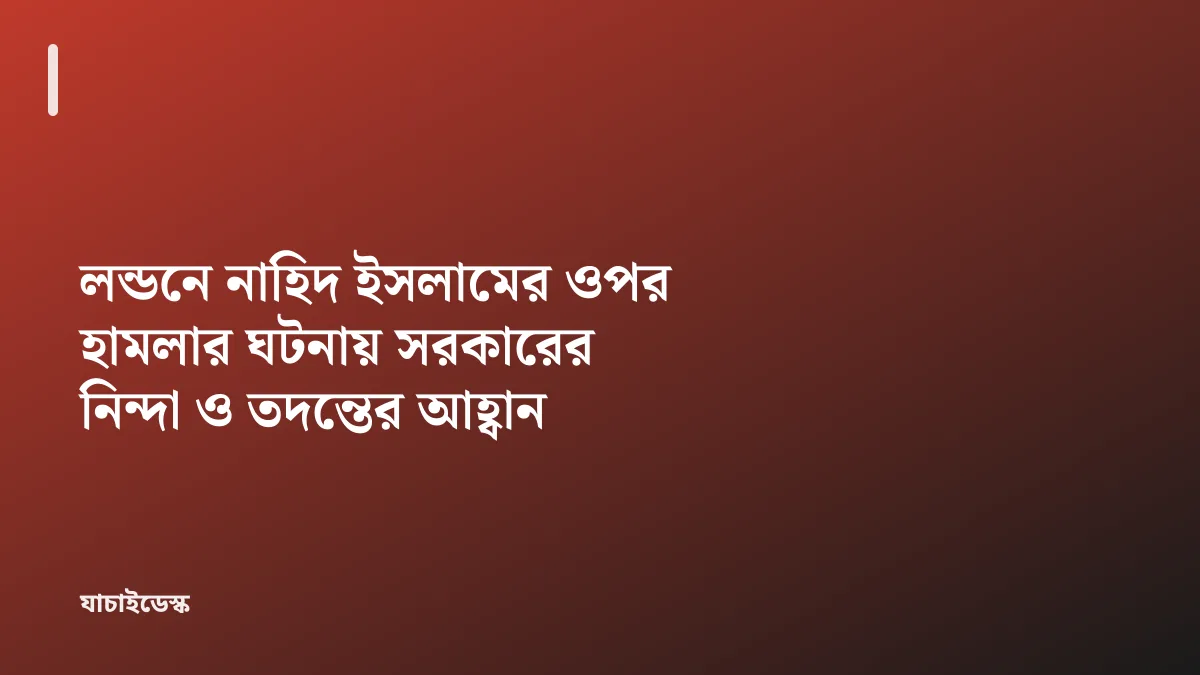 লন্ডনে নাহিদ ইসলামের ওপর
হামলার ঘটনায় সরকারের
নিন্দা ও তদন্তের আহ্বান
যাচাইডেস্ক